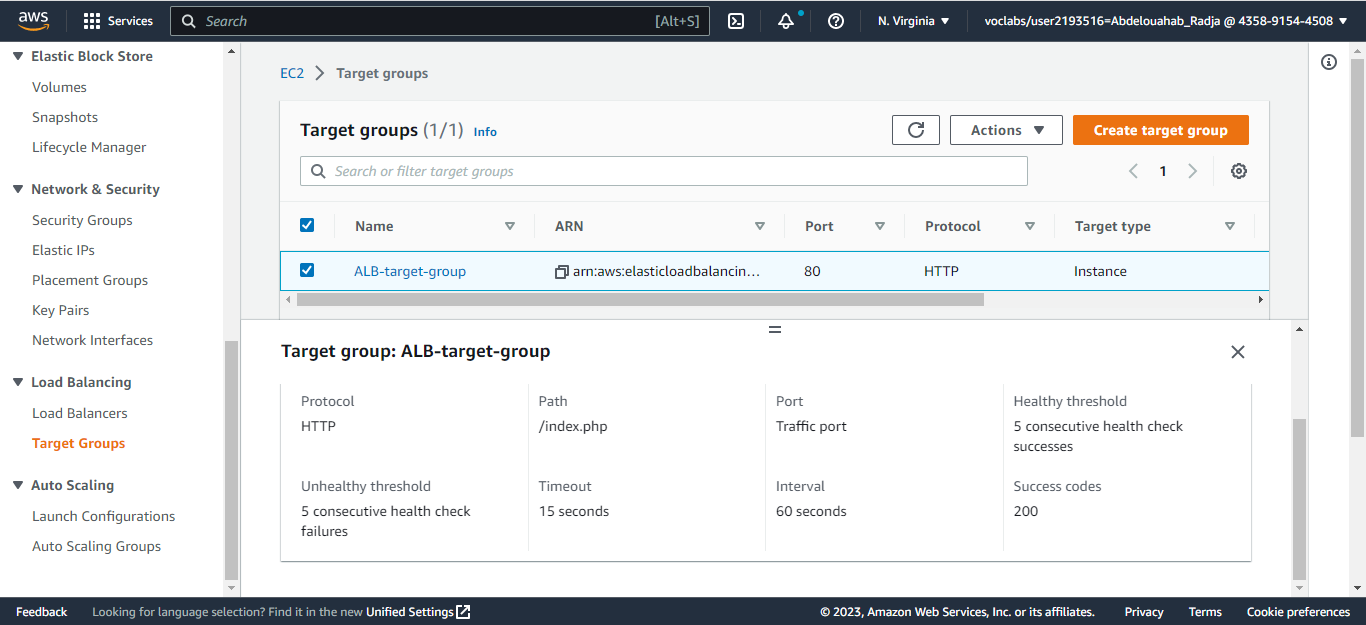 aws
Services
Search
[Alt+S]
N. Virginia
voclabs/user2193516=Abdelouahab_Radja @ 4358-9154-4508
Elastic Block Store
Volumes
Snapshots
Lifecycle Manager
Network & Security
Security Groups
Elastic IPs
Placement Groups
Key Pairs
Network Interfaces
Load Balancing
Load Balancers
Target Groups
Auto Scaling
Launch Configurations
Auto Scaling Groups
EC2
Target groups
Target groups (1/1) Info
Actions
Create target group
Search or filter target groups
1
Name
ARN
Port
Protocol
Target type
ALB-target-group
arn:aws:elasticloadbalancin...
80
HTTP
Instance
Target group: ALB-target-group
Protocol
HTTP
Path
/index.php
Port
Traffic port
Healthy threshold
5 consecutive health check
successes
Unhealthy threshold
5 consecutive health check
failures
Timeout
15 seconds
Interval
60 seconds
Success codes
200
Feedback
Looking for language selection? Find it in the new Unified Settings
© 2023, Amazon Web Services, Inc. or its affiliates.
Privacy
Terms
Cookie preferences